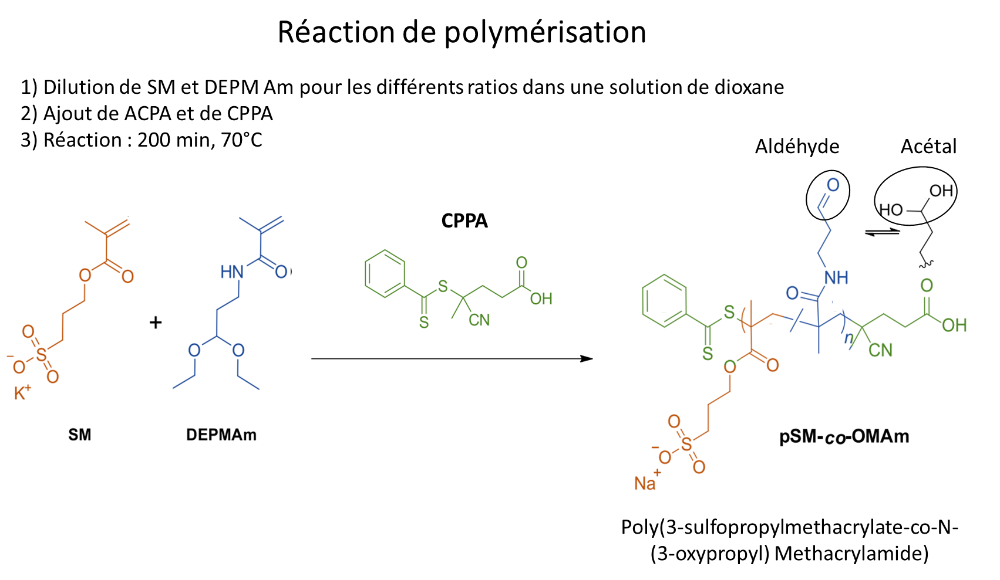 Réaction de polymérisation
1) Dilution de SM et DEPM Am pour les différents ratios dans une solution de dioxane
2) Ajout de ACPA et de CPPA
3) Réaction : 200 min, 70°C
Aldéhyde
Acétal
O
OH
HO
CPPA
O
O
HN
O
O
S
O
OH
S
CN
O
O
S
O
O
⁻
K⁺
+
O
O
NH
O
S
S
O
O
n
CN
O
OH
O
S
⁻O
O
Na⁺
SM
DEPMAm
pSM-co-OMAm
Poly(3-sulfopropylmethacrylate-co-N-
(3-oxypropyl) Methacrylamide)